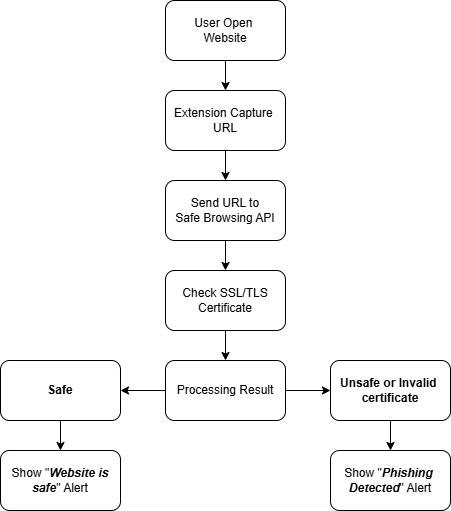 User Open
Website
Extension Capture
URL
Send URL to
Safe Browsing API
Check SSL/TLS
Certificate
Safe
Processing Result
Unsafe or Invalid
certificate
Show "Website is
safe" Alert
Show "Phishing
Detected" Alert